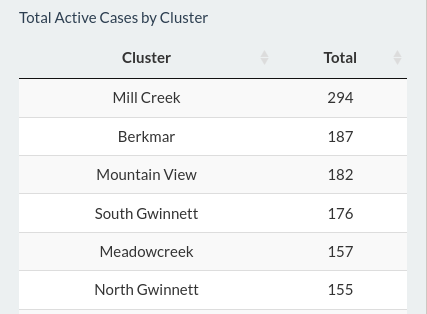 Total Active Cases by Cluster
Cluster Total
Mill Creek 294
Berkmar 187
Mountain View 182
South Gwinnett 176
Meadowcreek 157
North Gwinnett 155